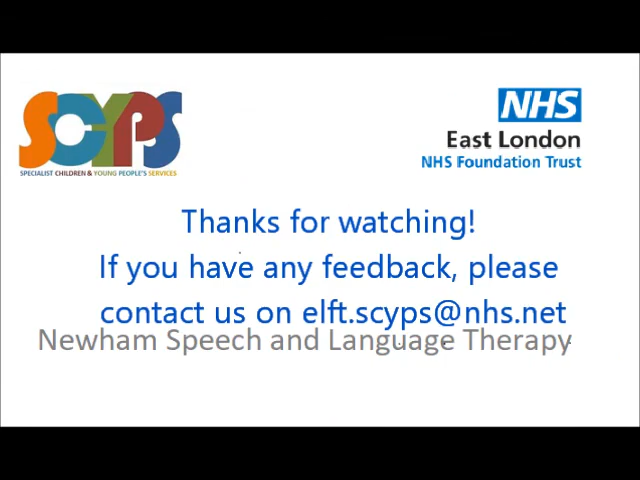 SCYPS
SPECIALIST CHILDREN & YOUNG PEOPLE'S SERVICES
NHS
East London
NHS Foundation Trust
Thanks for watching!
If you have any feedback, please
contact us on elft.scyps@nhs.net
Newham Speech and Language Therapy